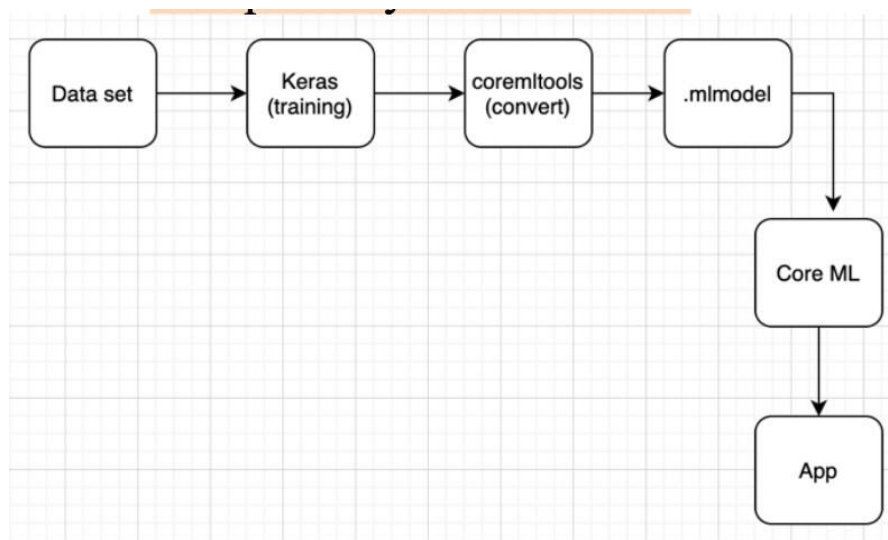 Data set
Keras
(training)
coremltools
(convert)
.mlmodel
Core ML
App